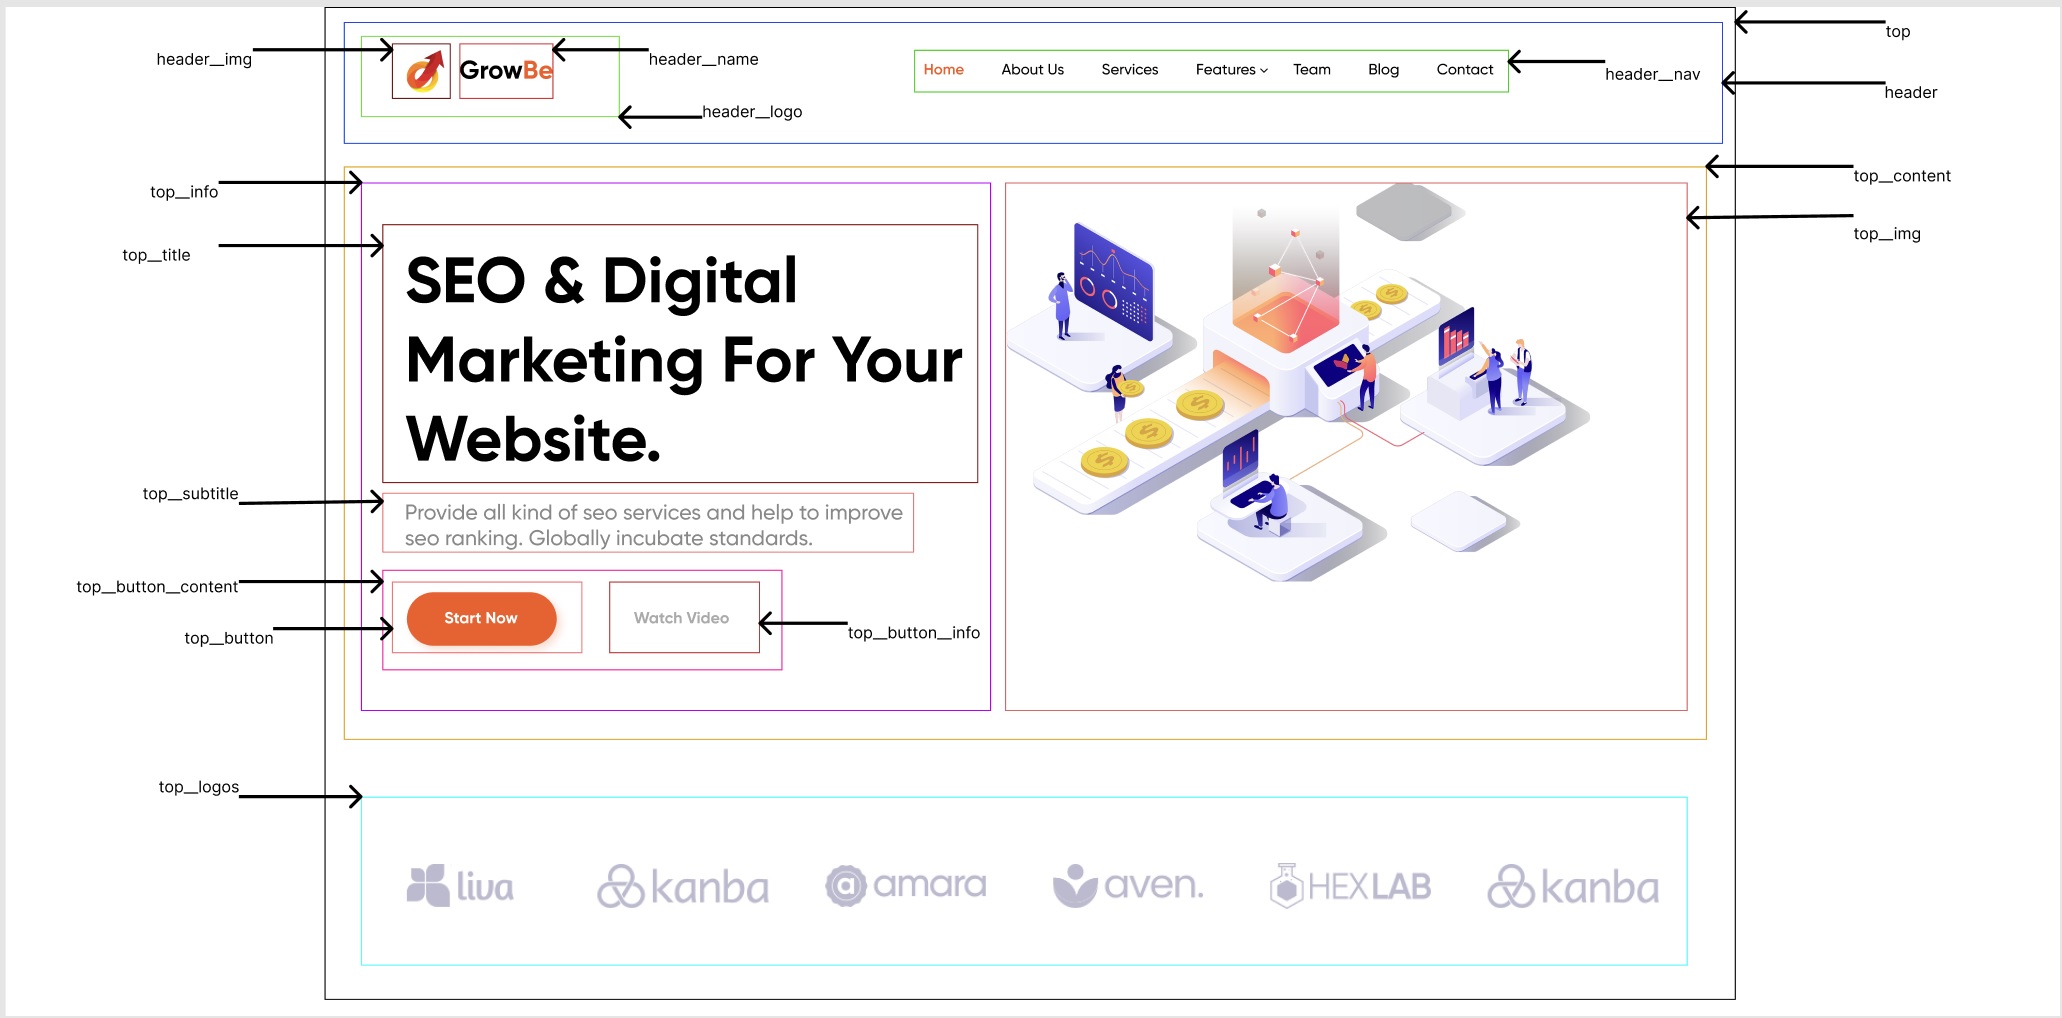 top
header__img
header__name
GrowBe
Home About Us Services Features Team Blog Contact
header__nav
header
header__logo
top__info
top__content
top__title
top__img
SEO & Digital
Marketing For Your
Website.
top__subtitle
Provide all kind of seo services and help to improve
seo ranking. Globally incubate standards.
top__button__content
top__button
Start Now
Watch Video
top__button__info
top__logos
liva kanba amara aven. HEXLAB kanba